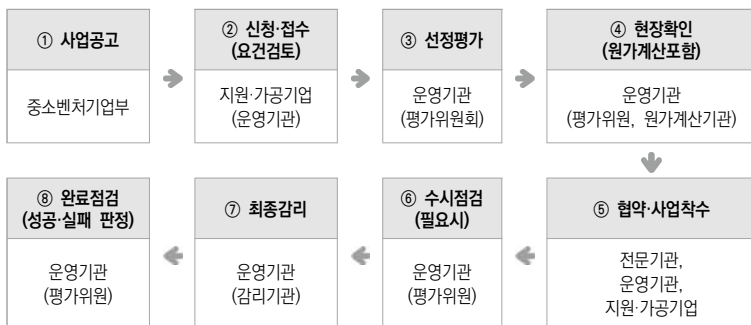 ① 사업공고
중소벤처기업부
② 신청·접수
(요건검토)
지원·가공기업
(운영기관)
③ 선정평가
운영기관
(평가위원회)
④ 현장확인
(원가계산포함)
운영기관
(평가위원, 원가계산기관)
⑤ 협약·사업착수
전문기관,
운영기관,
지원·가공기업
⑥ 수시점검
(필요시)
운영기관
(평가위원)
⑦ 최종감리
운영기관
(감리기관)
⑧ 완료점검
(성공·실패 판정)
운영기관
(평가위원)